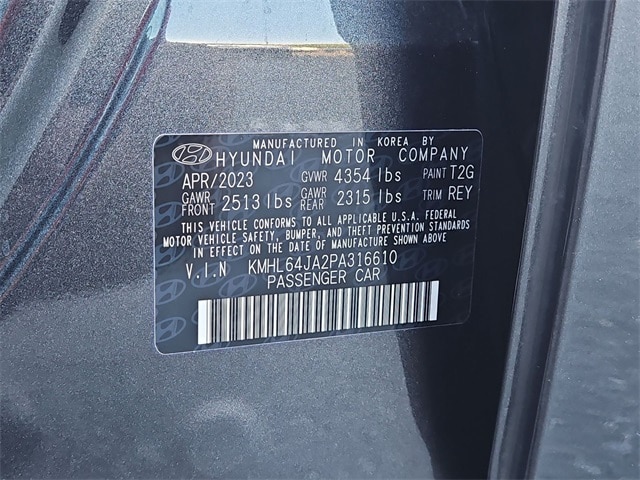 MANUFACTURED IN KOREA BY
HYUNDAI MOTOR COMPANY
APR/2023 GVWR 4354 lbs PAINT T2G
GAWR FRONT 2513 lbs GAWR REAR 2315 lbs TRIM REY
THIS VEHICLE CONFORMS TO ALL APPLICABLE U.S.A. FEDERAL
MOTOR VEHICLE SAFETY, BUMPER, AND THEFT PREVENTION STANDARDS
IN EFFECT ON THE DATE OF MANUFACTURE SHOWN ABOVE.
V.I.N KMHL64JA2PA316610
PASSENGER CAR